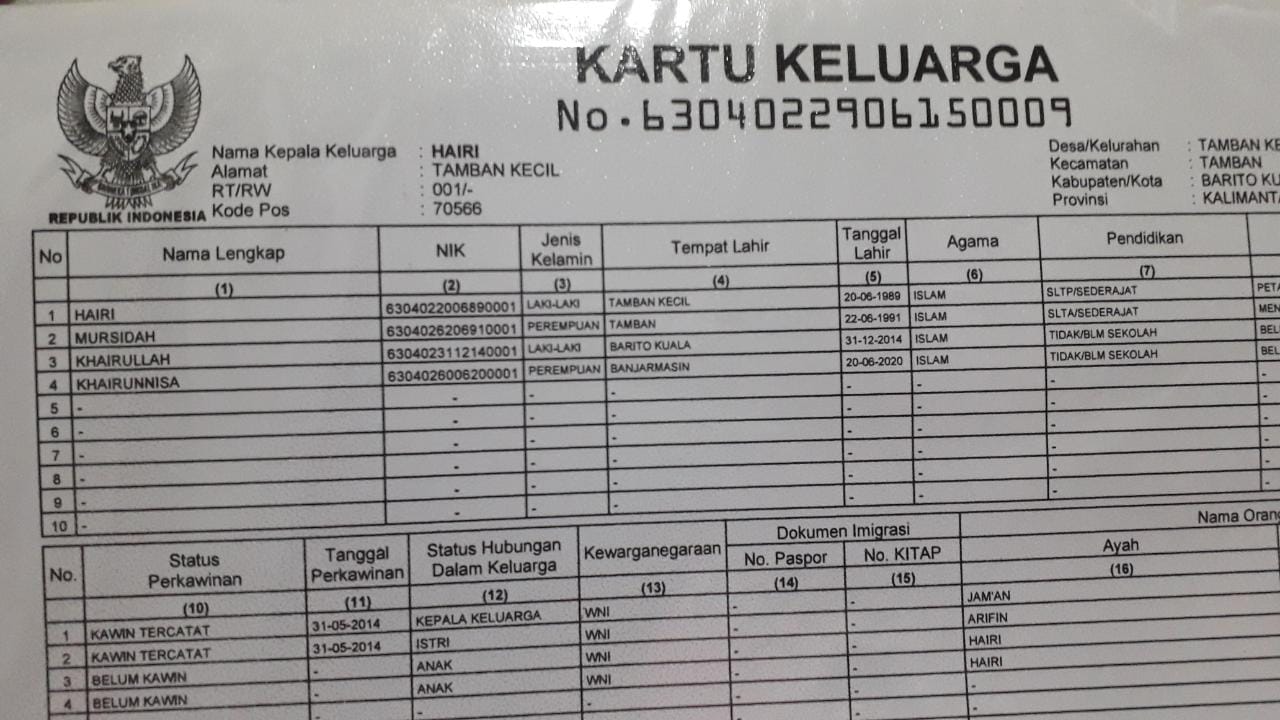 KARTU KELUARGA
No. 6304022906150009
REPUBLIK INDONESIA
Nama Kepala Keluarga : HAIRI
Alamat : TAMBAN KECIL
RT/RW : 001/-
Kode Pos : 70566
Desa/Kelurahan : TAMBAN KE
Kecamatan : TAMBAN
Kabupaten/Kota : BARITO KU
Provinsi : KALIMANTA
No Nama Lengkap NIK Jenis Kelamin Tempat Lahir Tanggal Lahir Agama Pendidikan
(1) (2) (3) (4) (5) (6) (7)
1 HAIRI 6304022006890001 LAKI-LAKI TAMBAN KECIL 20-06-1989 ISLAM SLTP/SEDERAJAT PETA
2 MURSIDAH 6304026206910001 PEREMPUAN TAMBAN 22-06-1991 ISLAM SLTA/SEDERAJAT MEN
3 KHAIRULLAH 6304023112140001 LAKI-LAKI BARITO KUALA 31-12-2014 ISLAM TIDAK/BLM SEKOLAH BEL
4 KHAIRUNNISA 6304026006200001 PEREMPUAN BANJARMASIN 20-06-2020 ISLAM TIDAK/BLM SEKOLAH BEL
5 - - - - - - - -
6 - - - - - - - -
7 - - - - - - - -
8 - - - - - - - -
9 - - - - - - - -
10 - - - - - - - -
No. Status Perkawinan Tanggal Perkawinan Status Hubungan Dalam Keluarga Kewarganegaraan Dokumen Imigrasi Nama Orang
No. Paspor No. KITAP Ayah
(10) (11) (12) (13) (14) (15) (16)
1 KAWIN TERCATAT 31-05-2014 KEPALA KELUARGA WNI - - JAM'AN
2 KAWIN TERCATAT 31-05-2014 ISTRI WNI - - ARIFIN
3 BELUM KAWIN - ANAK WNI - - HAIRI
4 BELUM KAWIN - ANAK WNI - - HAIRI